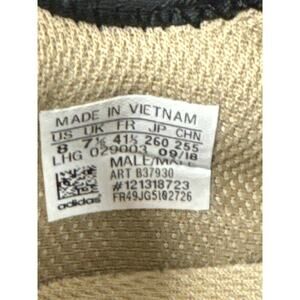 MADE IN VIETNAM
US UK FR JP CHN
8 7½ 41⅓ 260 255
LHG 029003 09/18
MALE/MALE
ART B37930
#121318723
FR49JG5102726
adidas